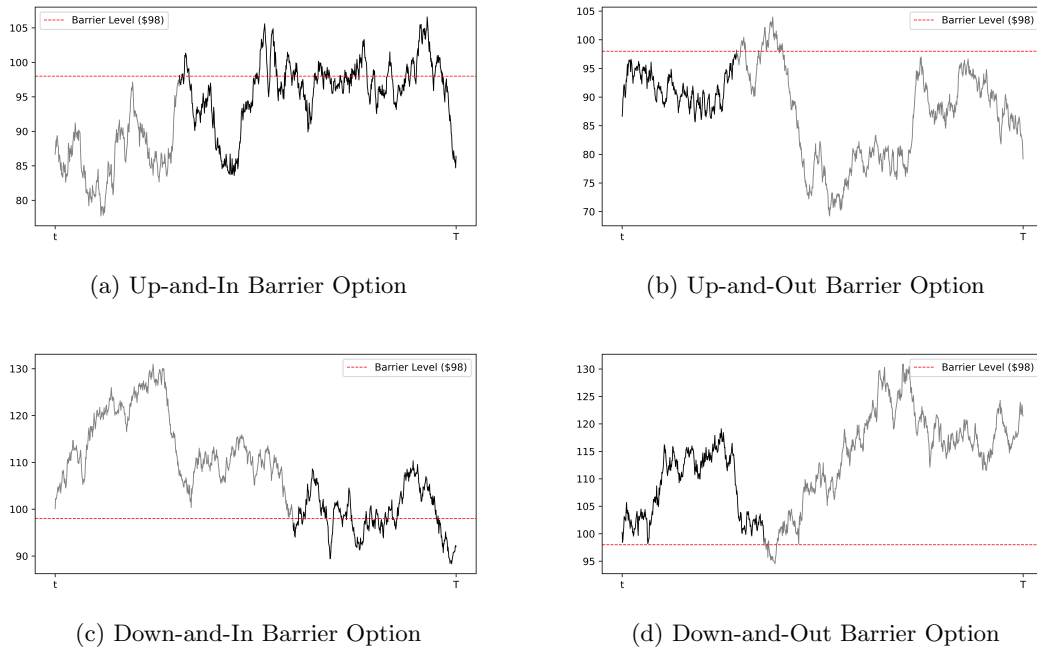 105
100
95
90
85
80
Barrier Level ($98)
t
T
(a) Up-and-In Barrier Option
105
100
95
90
85
80
75
70
Barrier Level ($98)
t
T
(b) Up-and-Out Barrier Option
130
120
110
100
90
Barrier Level ($98)
t
T
(c) Down-and-In Barrier Option
130
125
120
115
110
105
100
95
Barrier Level ($98)
t
T
(d) Down-and-Out Barrier Option